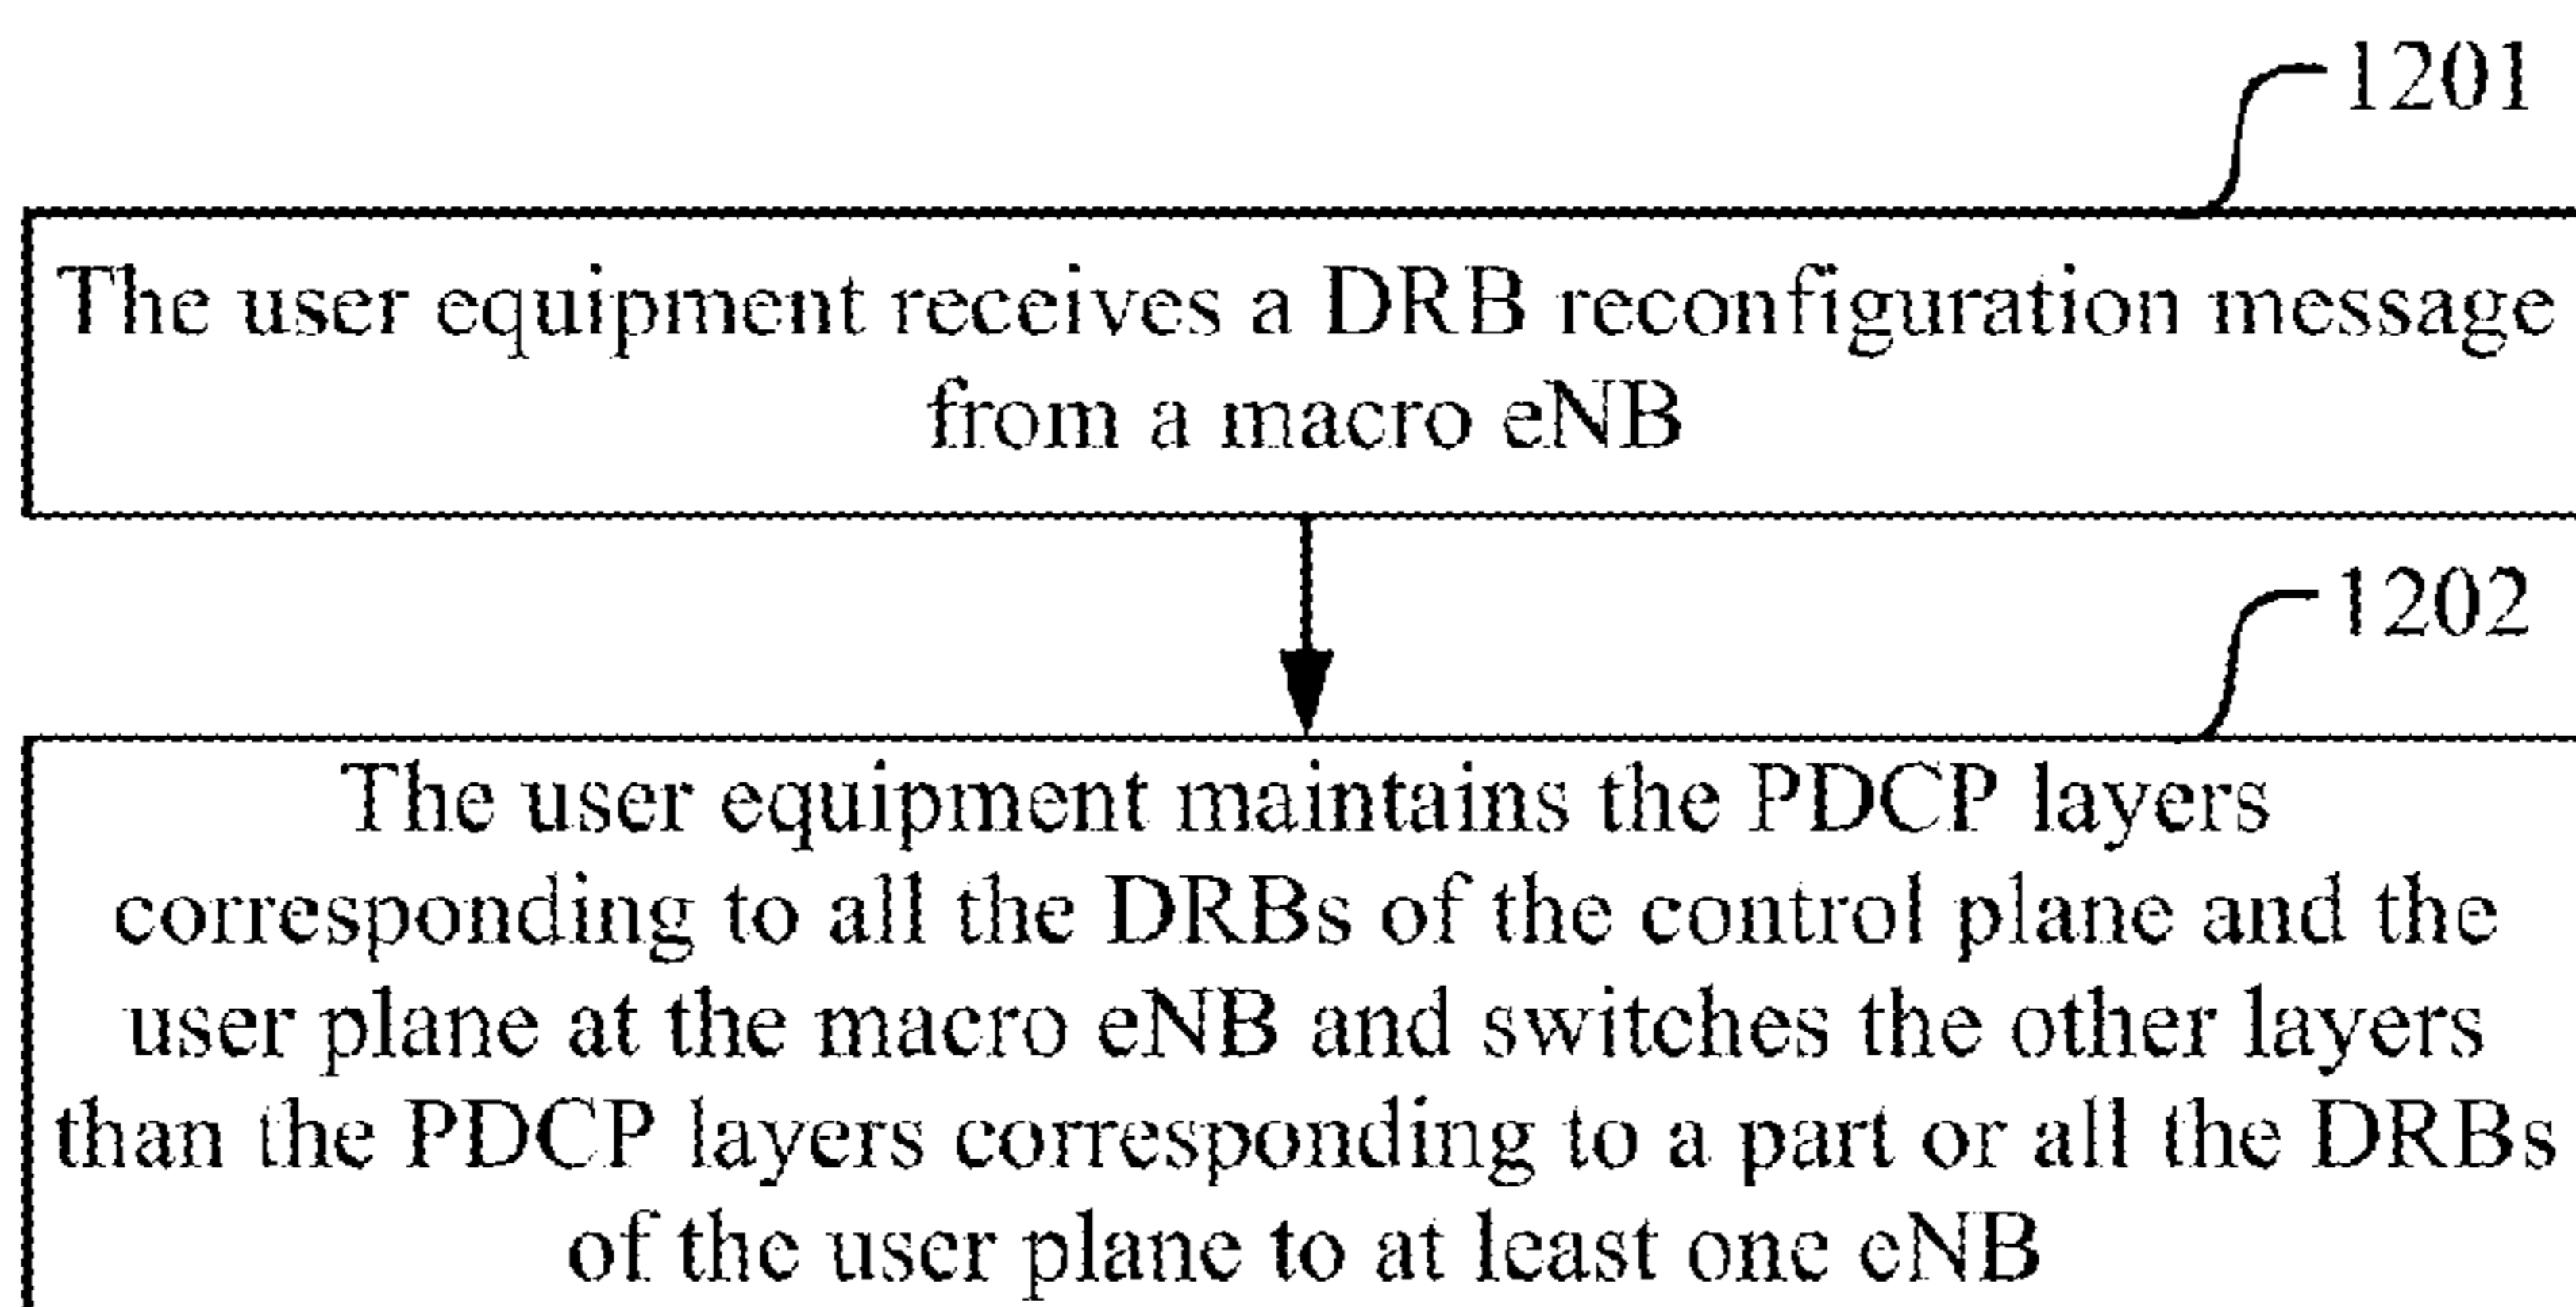 1201
The user equipment receives a DRB reconfiguration message
from a macro eNB
1202
The user equipment maintains the PDCP layers
corresponding to all the DRBs of the control plane and the
user plane at the macro eNB and switches the other layers
than the PDCP layers corresponding to a part or all the DRBs
of the user plane to at least one eNB